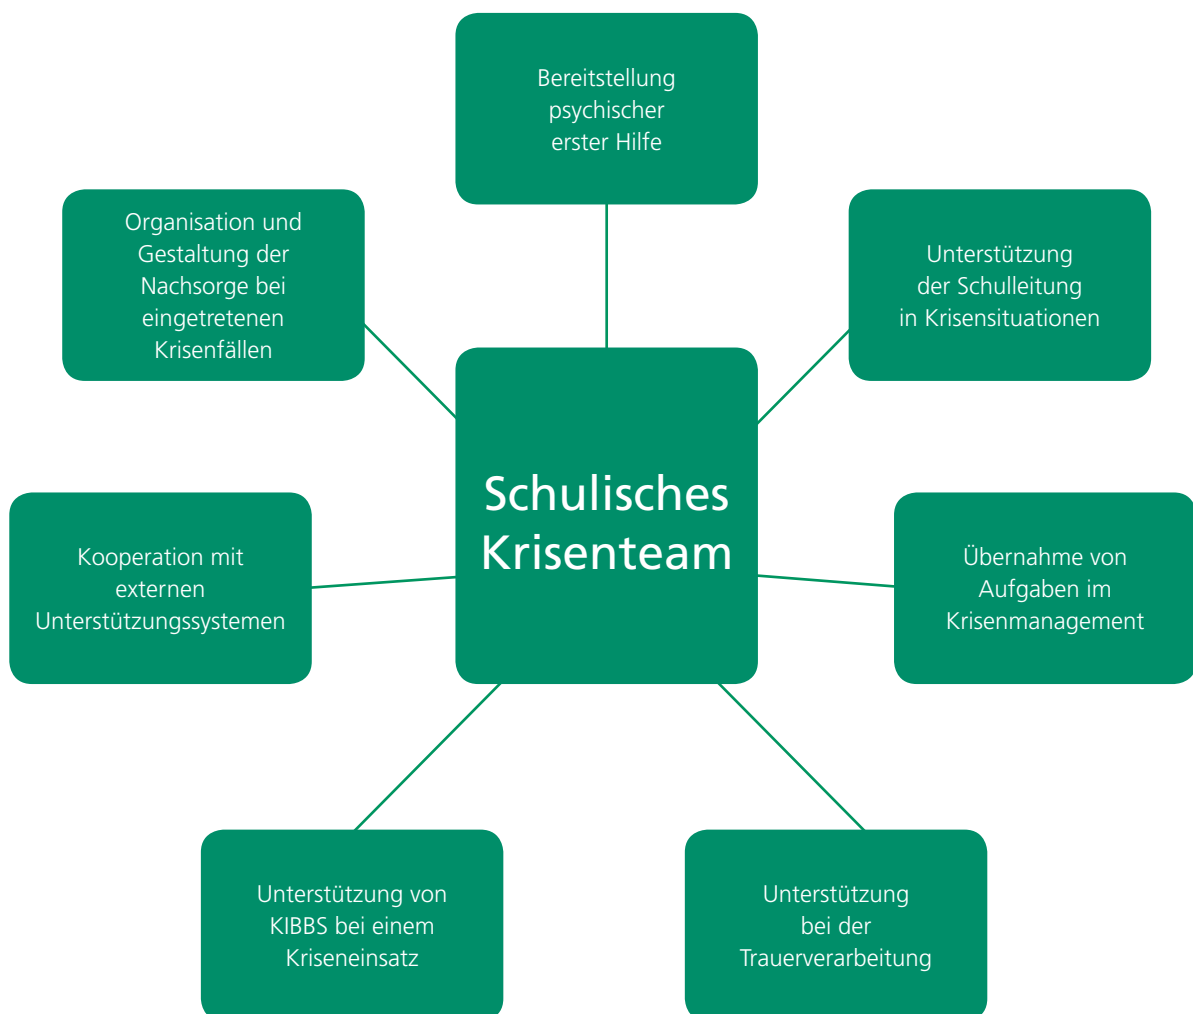 Bereitstellung
psychischer
erster Hilfe
Organisation und
Gestaltung der
Nachsorge bei
eingetretenen
Krisenfällen
Unterstützung
der Schulleitung
in Krisensituationen
Schulisches
Krisenteam
Kooperation mit
externen
Unterstützungssystemen
Übernahme von
Aufgaben im
Krisenmanagement
Unterstützung von
KIBBS bei einem
Kriseneinsatz
Unterstützung
bei der
Trauerverarbeitung